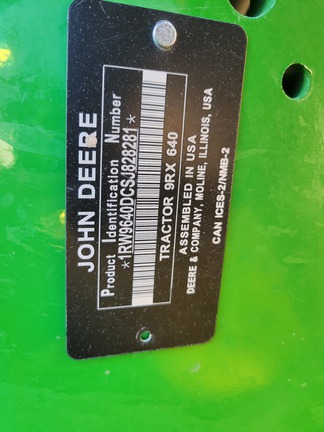 JOHN DEERE
Product Identification Number
*1RW9640DCSJ828281*
TRACTOR 9RX 640
ASSEMBLED IN USA
DEERE & COMPANY, MOLINE, ILLINOIS, USA
CAN ICES-2/NMB-2